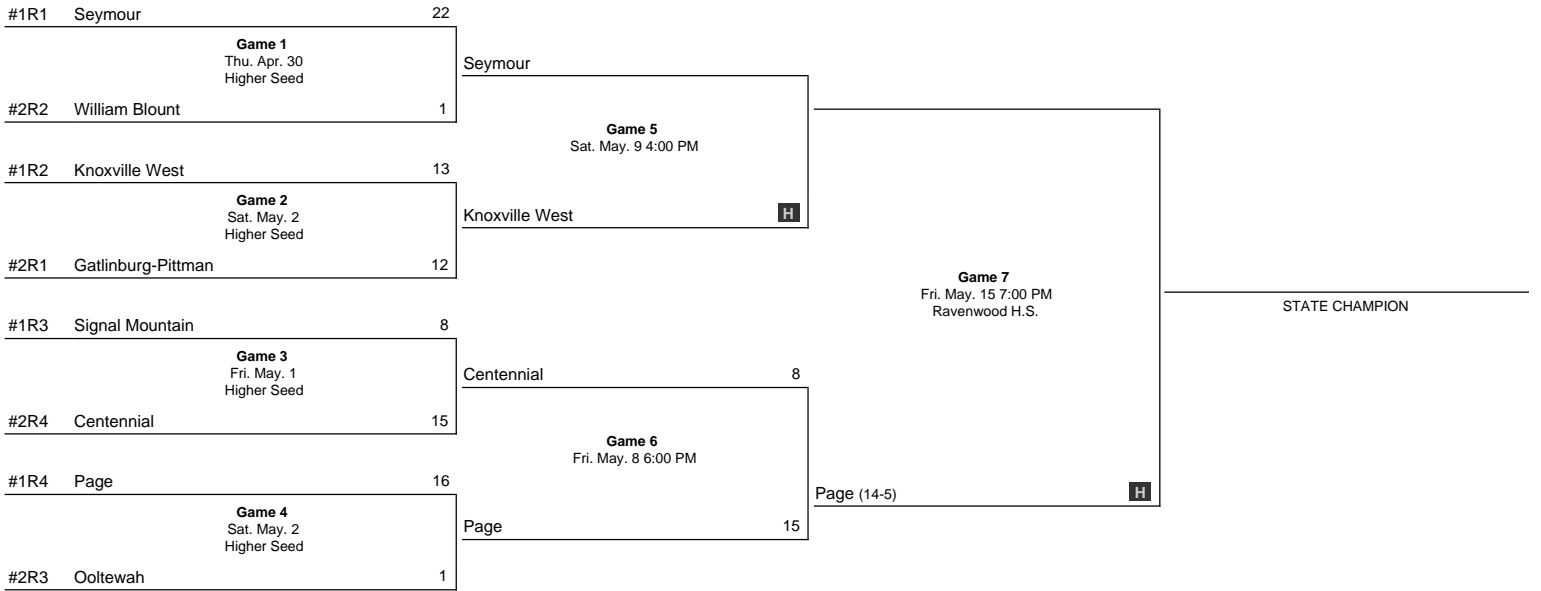 #1R1 Seymour 22
Game 1
Thu. Apr. 30
Higher Seed
#2R2 William Blount 1
#1R2 Knoxville West 13
Game 2
Sat. May. 2
Higher Seed
#2R1 Gatlinburg-Pittman 12
#1R3 Signal Mountain 8
Game 3
Fri. May. 1
Higher Seed
#2R4 Centennial 15
#1R4 Page 16
Game 4
Sat. May. 2
Higher Seed
#2R3 Ooltewah 1
Seymour
Game 5
Sat. May. 9 4:00 PM
Knoxville West H
Centennial 8
Game 6
Fri. May. 8 6:00 PM
Page 15
Game 7
Fri. May. 15 7:00 PM
Ravenwood H.S.
Page (14-5) H
STATE CHAMPION